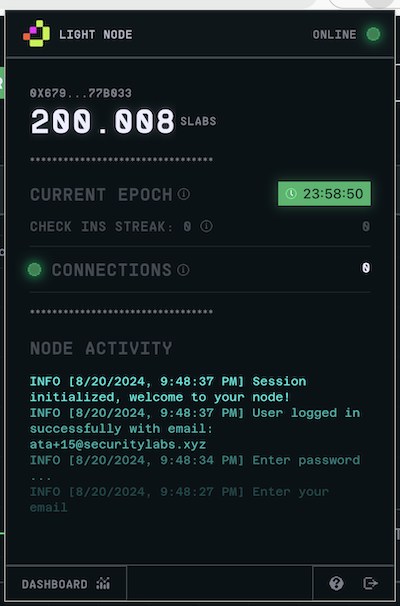 LIGHT NODE
ONLINE
0X679...77B033
200.008 SLABS
CURRENT EPOCH
23:58:50
CHECK INS STREAK: 0
0
CONNECTIONS
0
NODE ACTIVITY
INFO [8/20/2024, 9:48:37 PM] Session
initialized, welcome to your node!
INFO [8/20/2024, 9:48:37 PM] User logged in
successfully with email:
ata+15@securitylabs.xyz
INFO [8/20/2024, 9:48:34 PM] Enter password
...
INFO [8/20/2024, 9:48:27 PM] Enter your
email
DASHBOARD